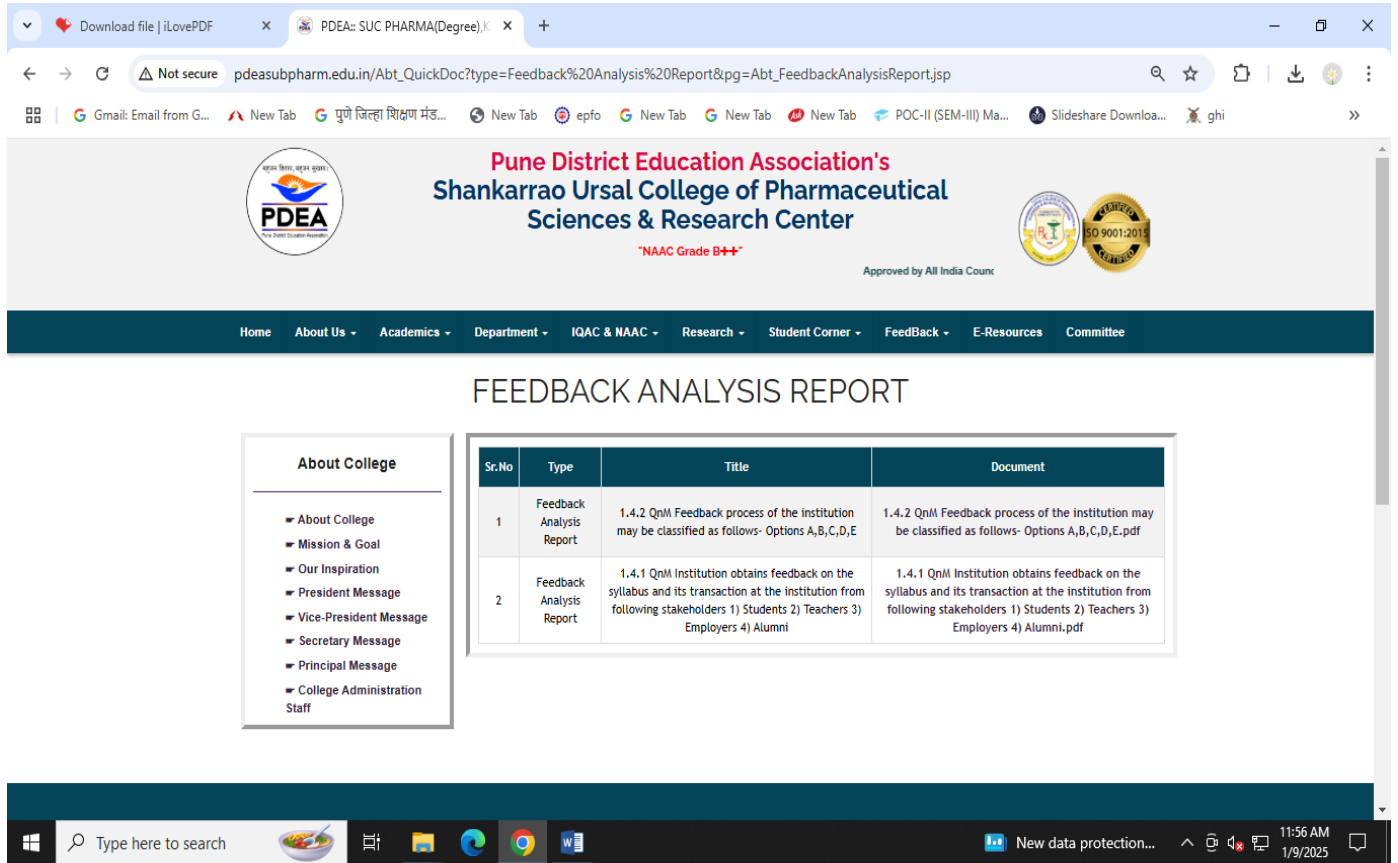 Download file | iLovePDF
PDEA:: SUC PHARMA(Degree),K
Not secure
pdeasubpharm.edu.in/Abt_QuickDoc?type=Feedback%20Analysis%20Report&pg=Abt_FeedbackAnalysisReport.jsp
Gmail: Email from G...
New Tab
पुणे जिल्हा शिक्षण मंड...
New Tab
epfo
New Tab
New Tab
New Tab
POC-II (SEM-III) Ma...
Slideshare Downloa...
ghi
PDEA
Pune District Education Association
Pune District Education Association's
Shankarrao Ursal College of Pharmaceutical
Sciences & Research Center
"NAAC Grade B++"
Approved by All India Counc
CERTIFIED
ISO 9001:2015
CERTIFIED
Home
About Us
Academics
Department
IQAC & NAAC
Research
Student Corner
FeedBack
E-Resources
Committee
FEEDBACK ANALYSIS REPORT
About College
☛ About College
☛ Mission & Goal
☛ Our Inspiration
☛ President Message
☛ Vice-President Message
☛ Secretary Message
☛ Principal Message
☛ College Administration
Staff
Sr.No
Type
Title
Document
1
Feedback
Analysis
Report
1.4.2 QnM Feedback process of the institution
may be classified as follows- Options A,B,C,D,E
1.4.2 QnM Feedback process of the institution may
be classified as follows- Options A,B,C,D,E.pdf
2
Feedback
Analysis
Report
1.4.1 QnM Institution obtains feedback on the
syllabus and its transaction at the institution from
following stakeholders 1) Students 2) Teachers 3)
Employers 4) Alumni
1.4.1 QnM Institution obtains feedback on the
syllabus and its transaction at the institution from
following stakeholders 1) Students 2) Teachers 3)
Employers 4) Alumni.pdf
Type here to search
New data protection...
11:56 AM
1/9/2025